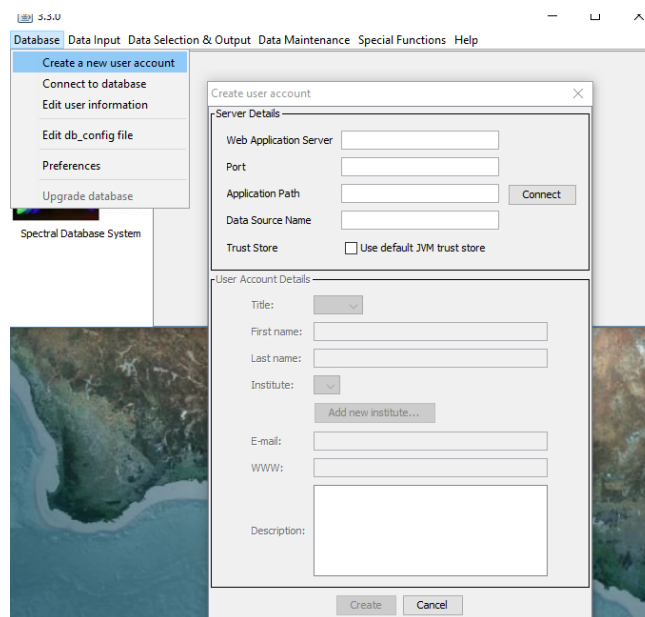 3.3.0
Database Data Input Data Selection & Output Data Maintenance Special Functions Help
Create a new user account
Connect to database
Edit user information
Edit db_config file
Preferences
Upgrade database
Spectral Database System
Create user account
Server Details
Web Application Server
Port
Application Path
Connect
Data Source Name
Trust Store
Use default JVM trust store
User Account Details
Title:
First name:
Last name:
Institute:
Add new institute...
E-mail:
WWW:
Description:
Create Cancel